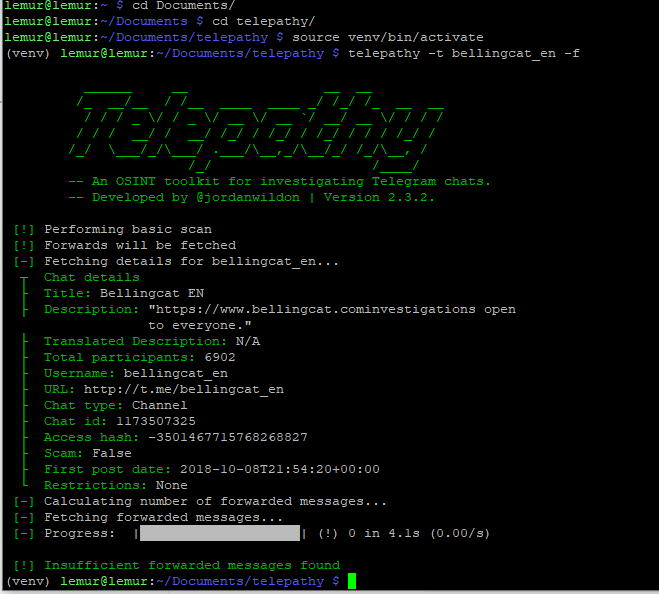 lemur@lemur:~ $ cd Documents/
lemur@lemur:~/Documents $ cd telepathy/
lemur@lemur:~/Documents/telepathy $ source venv/bin/activate
(venv) lemur@lemur:~/Documents/telepathy $ telepathy -t bellingcat_en -f
Telepathy
-- An OSINT toolkit for investigating Telegram chats.
-- Developed by @jordanwildon | Version 2.3.2.
[!] Performing basic scan
[!] Forwards will be fetched
[-] Fetching details for bellingcat_en...
┬ Chat details
├ Title: Bellingcat EN
├ Description: "https://www.bellingcat.cominvestigations open
to everyone."
├ Translated Description: N/A
├ Total participants: 6902
├ Username: bellingcat_en
├ URL: http://t.me/bellingcat_en
├ Chat type: Channel
├ Chat id: 1173507325
├ Access hash: -3501467715768268827
├ Scam: False
├ First post date: 2018-10-08T21:54:20+00:00
└ Restrictions: None
[-] Calculating number of forwarded messages...
[-] Fetching forwarded messages...
[-] Progress: | | (!) 0 in 4.1s (0.00/s)
[!] Insufficient forwarded messages found
(venv) lemur@lemur:~/Documents/telepathy $